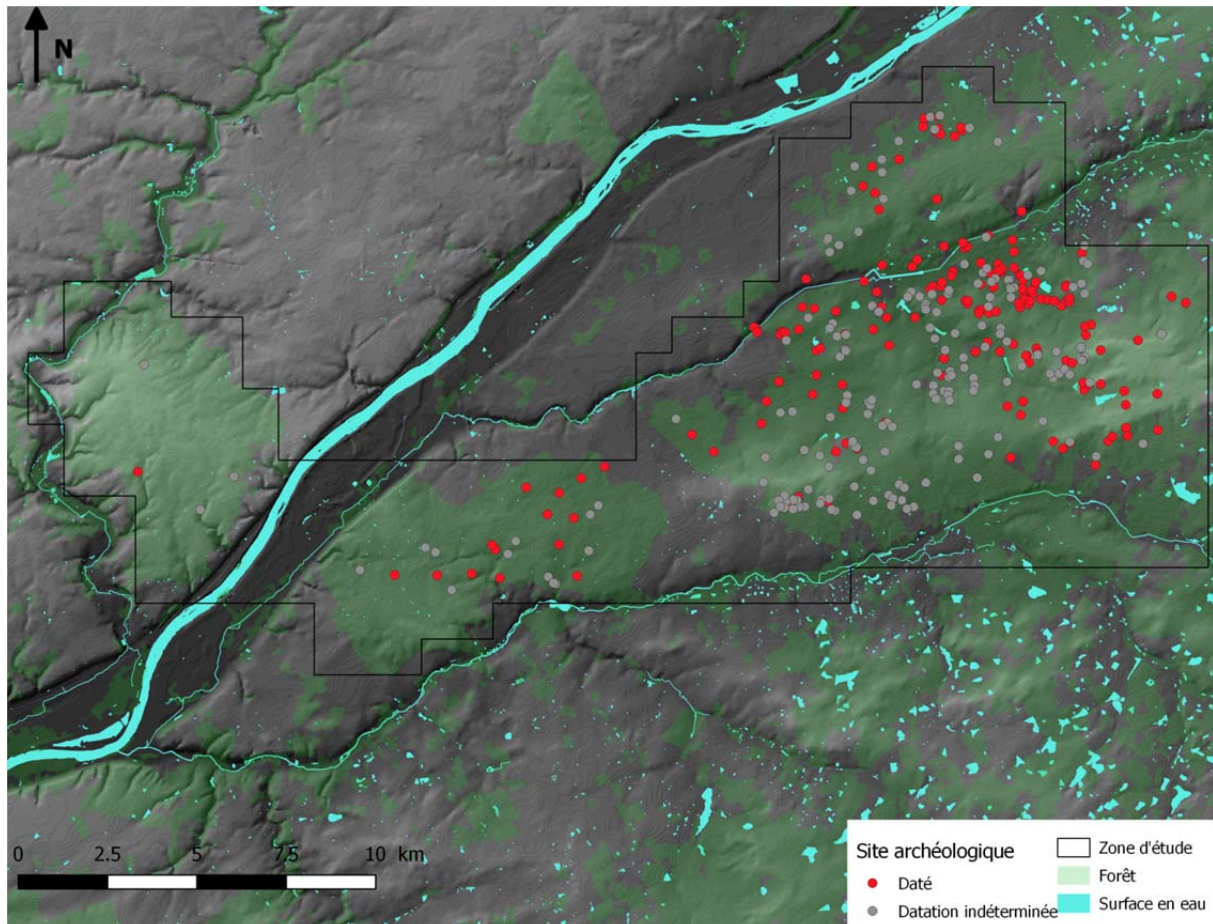 N
0 2.5 5 7.5 10 km
Site archéologique
Daté
Datation indéterminée
Zone d'étude
Forêt
Surface en eau